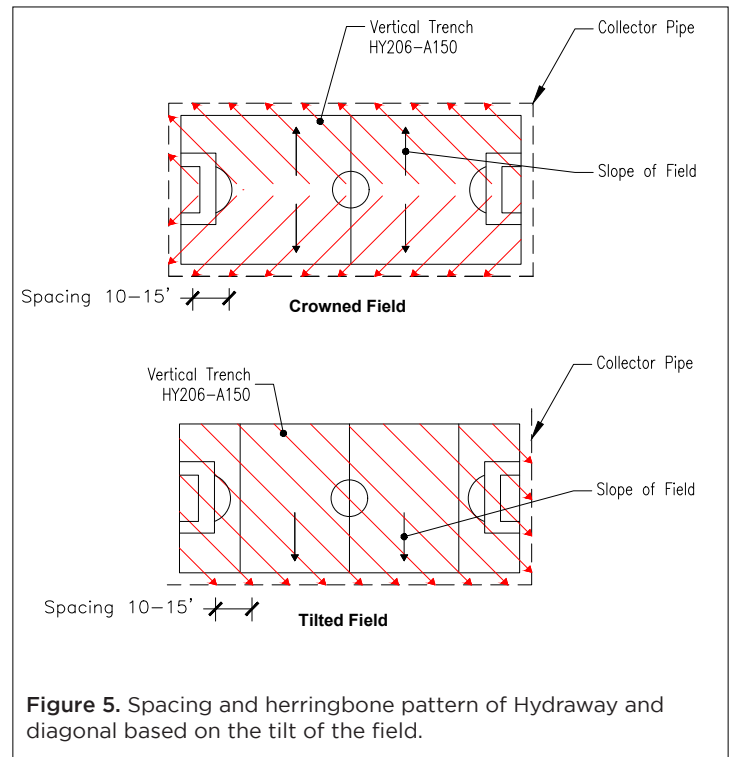 Vertical Trench
HY206-A150
Collector Pipe
Slope of Field
Spacing 10-15'
Crowned Field
Vertical Trench
HY206-A150
Collector Pipe
Slope of Field
Spacing 10-15'
Tilted Field
Figure 5. Spacing and herringbone pattern of Hydraway and
diagonal based on the tilt of the field.